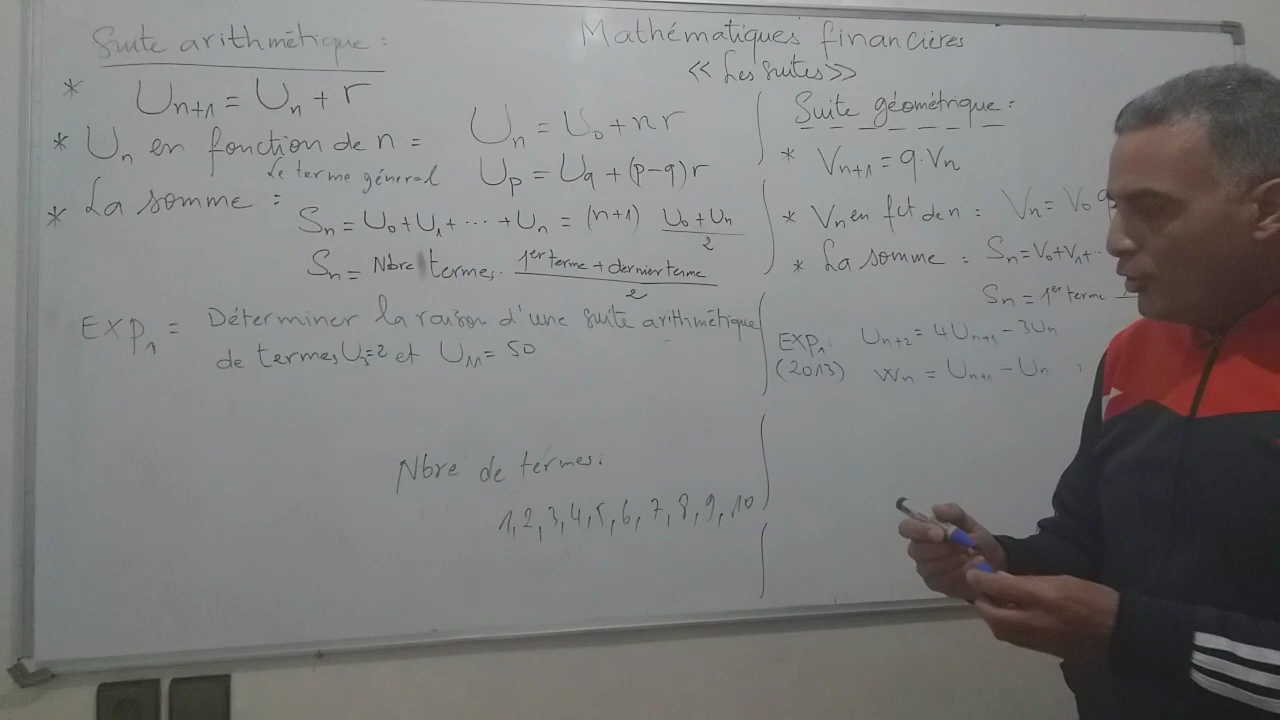 Mathématiques financières
<< Les suites >>
Suite arithmétique :
* Un+1 = Un + r
* Un en fonction de n = Un = U0 + nr
Le terme général Up = Uq + (p-q)r
* La somme : Sn = U0 + U1 + ... + Un = (n+1) (U0 + Un)/2
Sn = Nbre termes. (1er terme + dernier terme)/2
EXP1 = Déterminer la raison d'une suite arithmétique
de termes U3=2 et U11 = 50
Nbre de termes:
1,2,3,4,5,6,7,8,9,10
Suite géométrique :
* Vn+1 = q.Vn
* Vn en fct de n : Vn = V0 q
* La somme : Sn = V0+V1+..
Sn = 1er terme
EXP1: Un+2 = 4Un+1 - 3Un
(2013) Wn = Un+1 - Un ;